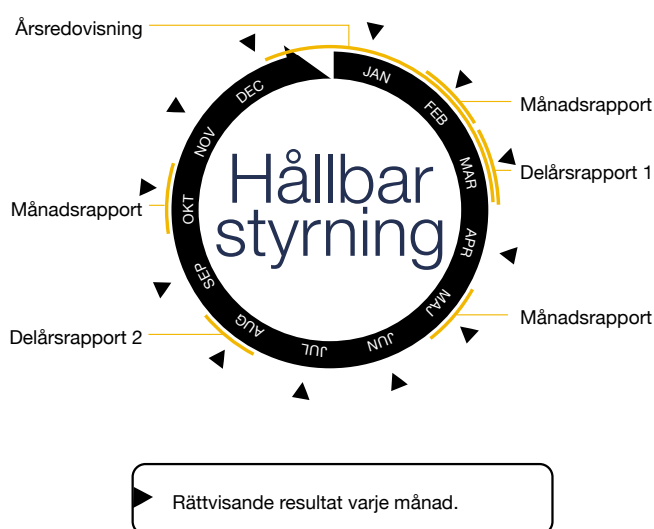 Årsredovisning
JAN
FEB
MAR
APR
MAJ
JUN
JUL
AUG
SEP
OKT
NOV
DEC
Månadsrapport
Delårsrapport 1
Månadsrapport
Delårsrapport 2
Månadsrapport
Hållbar
styrning
Rättvisande resultat varje månad.